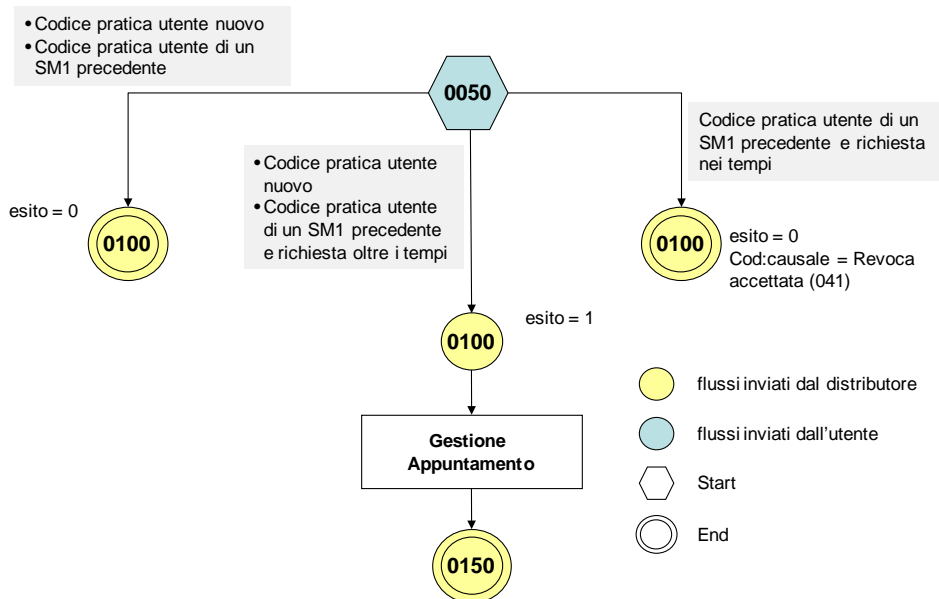 • Codice pratica utente nuovo
• Codice pratica utente di un
SM1 precedente
0050
Codice pratica utente di un
SM1 precedente e richiesta
nei tempi
• Codice pratica utente
nuovo
• Codice pratica utente
di un SM1 precedente
e richiesta oltre i tempi
esito = 0
0100
0100
esito = 0
Cod:causale = Revoca
accettata (041)
esito = 1
0100
flussi inviati dal distributore
Gestione
Appuntamento
flussi inviati dall'utente
Start
End
0150